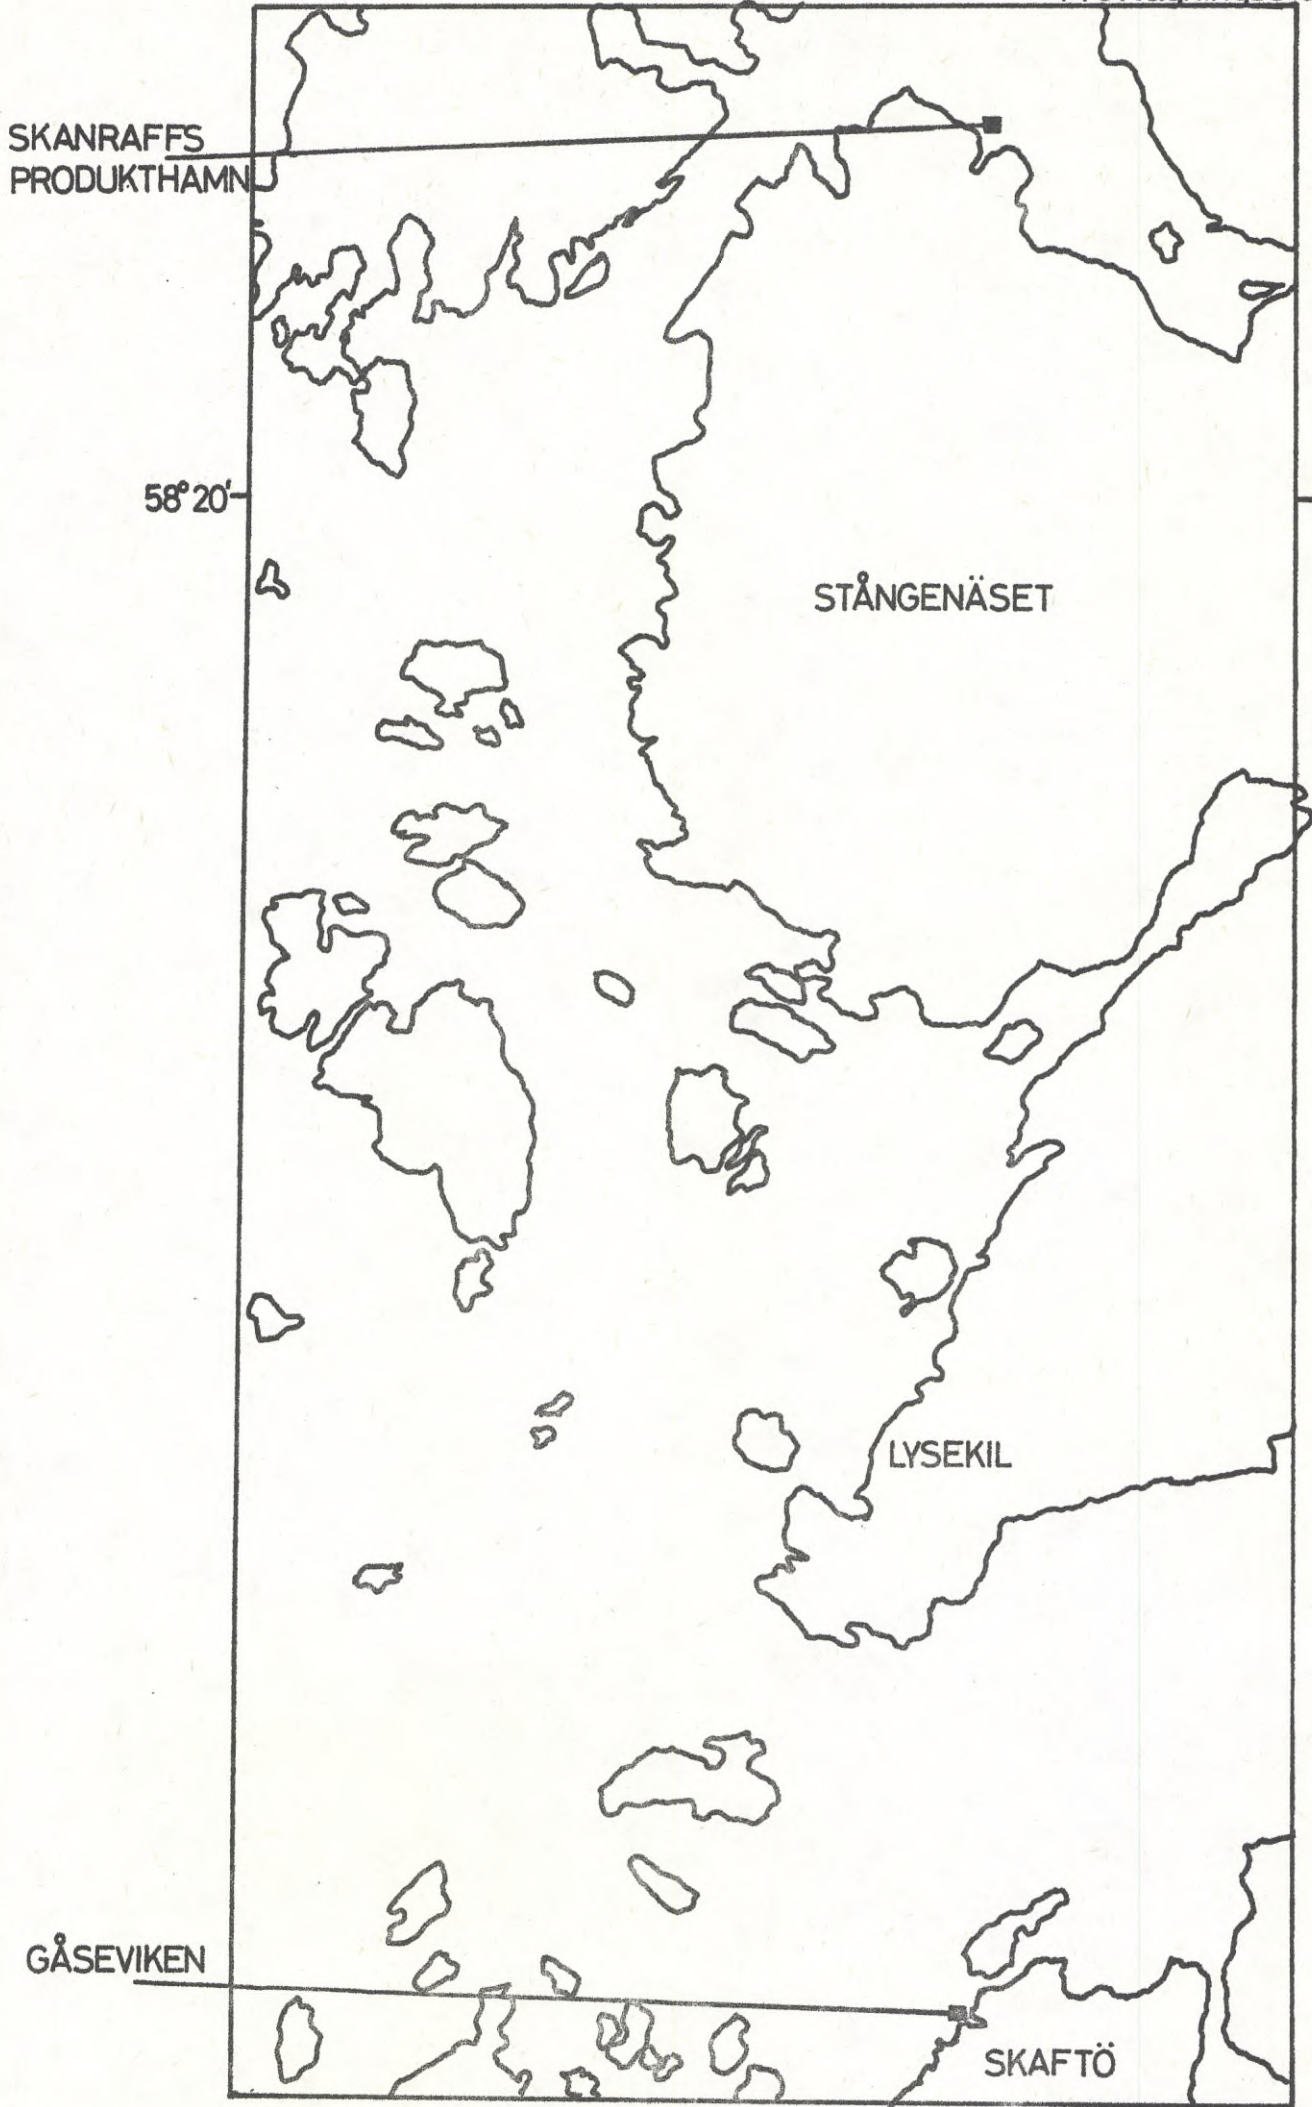 SKANRAFFS
PRODUKTHAMN
58°20'
STÅNGENÄSET
LYSEKIL
GÅSEVIKEN
SKAFTÖ